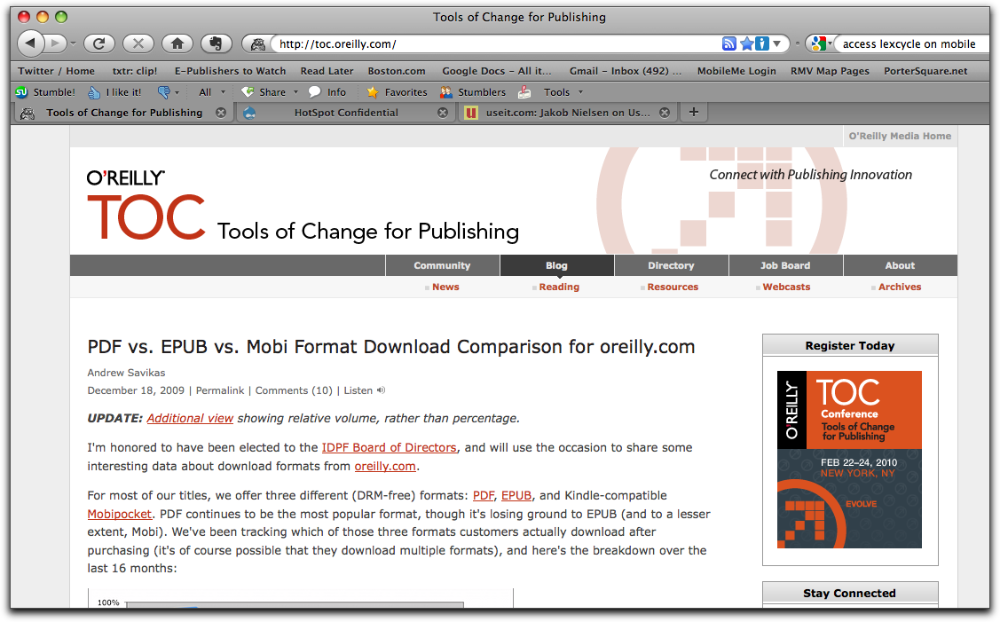 Tools of Change for Publishing
http://toc.oreilly.com/
access lexcycle on mobile
Twitter / Home txtr: clip! E-Publishers to Watch Read Later Boston.com Google Docs - All it... Gmail - Inbox (492) ... MobileMe Login RMV Map Pages PorterSquare.net
Stumble! I like it! All Share Info Favorites Stumblers Tools
Tools of Change for Publishing HotSpot Confidential useit.com: Jakob Nielsen on Us...
O'Reilly Media Home
O'REILLY
Connect with Publishing Innovation
TOC Tools of Change for Publishing
Community Blog Directory Job Board About
News Reading Resources Webcasts Archives
PDF vs. EPUB vs. Mobi Format Download Comparison for oreilly.com
Andrew Savikas
December 18, 2009 | Permalink | Comments (10) | Listen
UPDATE: Additional view showing relative volume, rather than percentage.
I'm honored to have been elected to the IDPF Board of Directors, and will use the occasion to share some
interesting data about download formats from oreilly.com.
For most of our titles, we offer three different (DRM-free) formats: PDF, EPUB, and Kindle-compatible
Mobipocket. PDF continues to be the most popular format, though it's losing ground to EPUB (and to a lesser
extent, Mobi). We've been tracking which of those three formats customers actually download after
purchasing (it's of course possible that they download multiple formats), and here's the breakdown over the
last 16 months:
100%
Register Today
O'REILLY
TOC
Conference
Tools of Change
for Publishing
FEB 22–24, 2010
NEW YORK, NY
EVOLVE
Stay Connected